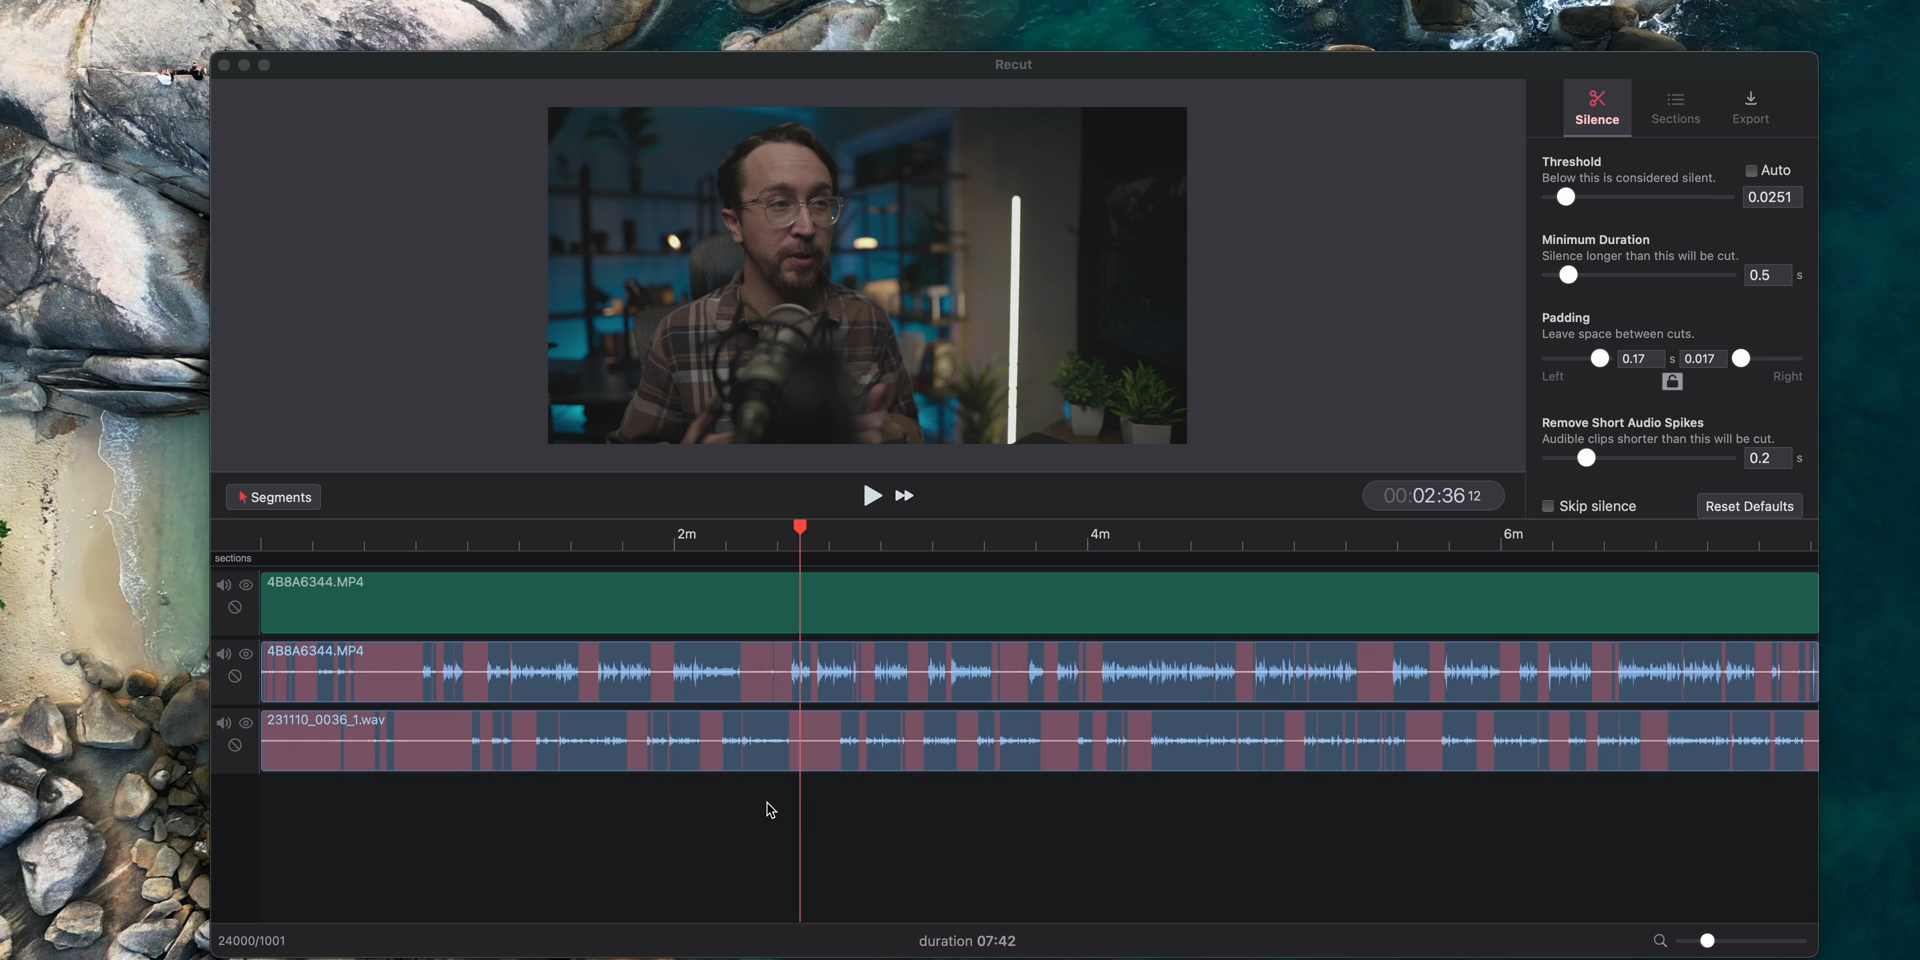 Recut
Silence
Sections
Export
Threshold
Below this is considered silent.
Auto
0.0251
Minimum Duration
Silence longer than this will be cut.
0.5 s
Padding
Leave space between cuts.
0.17 s 0.017
Left
Right
Remove Short Audio Spikes
Audible clips shorter than this will be cut.
0.2 s
Skip silence
Reset Defaults
Segments
00:02:36 12
2m
4m
6m
sections
4B8A6344.MP4
4B8A6344.MP4
231110_0036_1.wav
24000/1001
duration 07:42